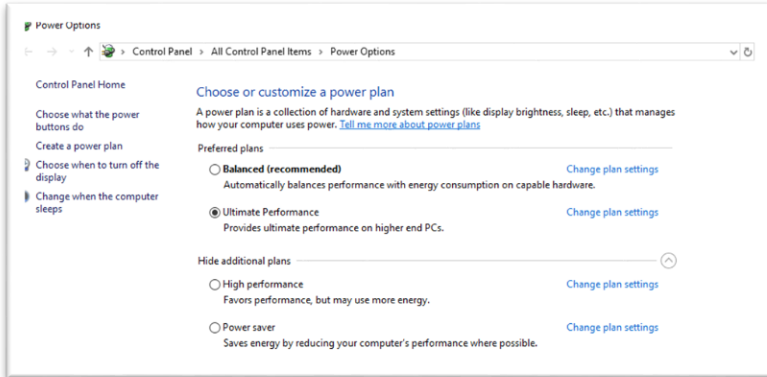 Power Options
Control Panel > All Control Panel Items > Power Options
Control Panel Home
Choose what the power
buttons do
Create a power plan
Choose when to turn off the
display
Change when the computer
sleeps
Choose or customize a power plan
A power plan is a collection of hardware and system settings (like display brightness, sleep, etc.) that manages
how your computer uses power. Tell me more about power plans
Preferred plans
Balanced (recommended) Change plan settings
Automatically balances performance with energy consumption on capable hardware.
Ultimate Performance Change plan settings
Provides ultimate performance on higher end PCs.
Hide additional plans
High performance Change plan settings
Favors performance, but may use more energy.
Power saver Change plan settings
Saves energy by reducing your computer's performance where possible.